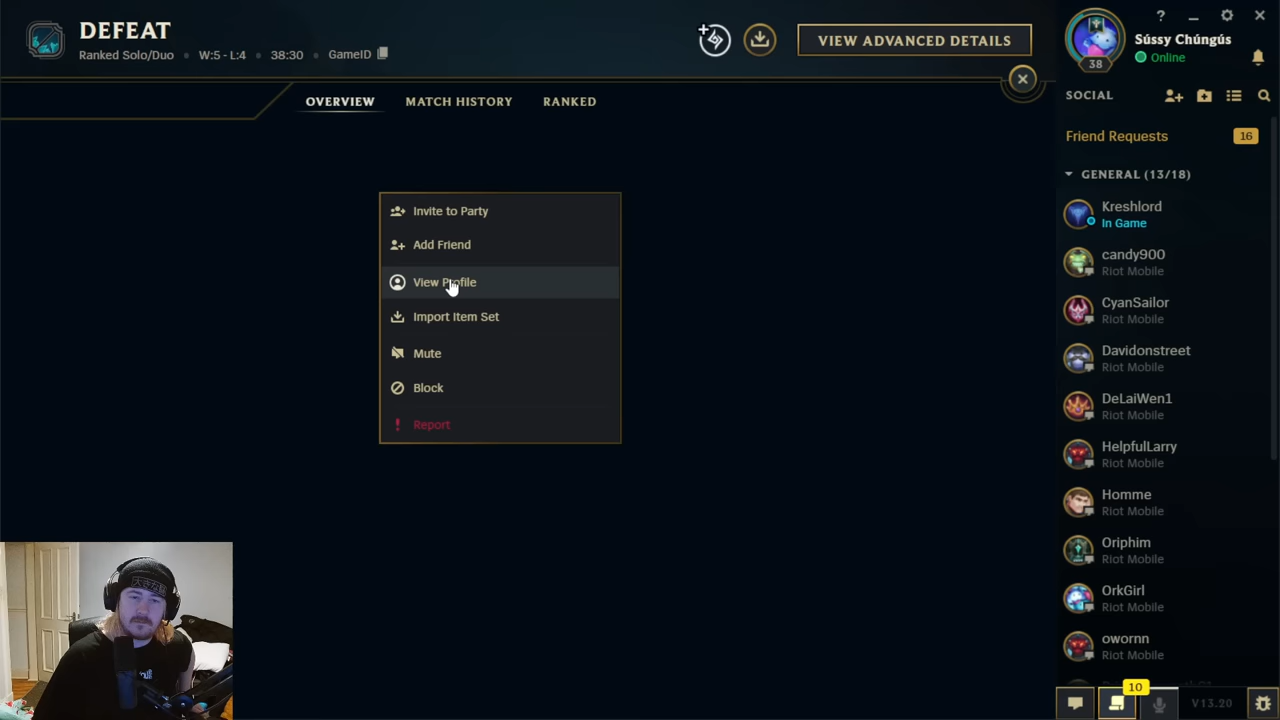 DEFEAT
Ranked Solo/Duo • W:5 - L:4 • 38:30 • GameID
VIEW ADVANCED DETAILS
OVERVIEW
MATCH HISTORY
RANKED
Invite to Party
Add Friend
View Profile
Import Item Set
Mute
Block
Report
?
Sússy Chúngús
Online
38
SOCIAL
Friend Requests 16
GENERAL (13/18)
Kreshlord
In Game
candy900
Riot Mobile
CyanSailor
Riot Mobile
Davidonstreet
Riot Mobile
DeLaiWen1
Riot Mobile
HelpfulLarry
Riot Mobile
Homme
Riot Mobile
Oriphim
Riot Mobile
OrkGirl
Riot Mobile
owornn
Riot Mobile
10
V13.20